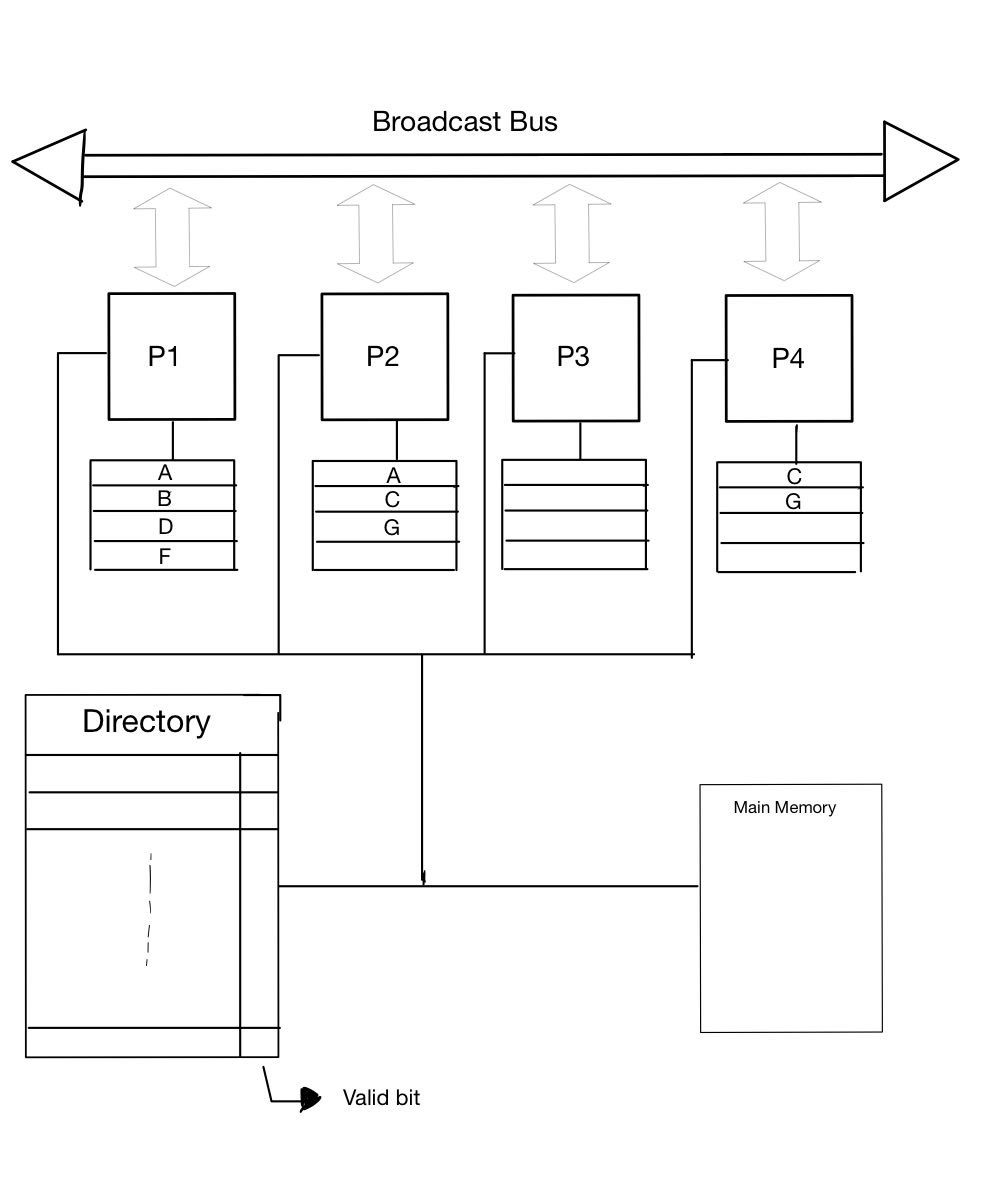 Broadcast Bus
P1
P2
P3
P4
A
B
D
F
A
C
G
C
G
Directory
Main Memory
Valid bit